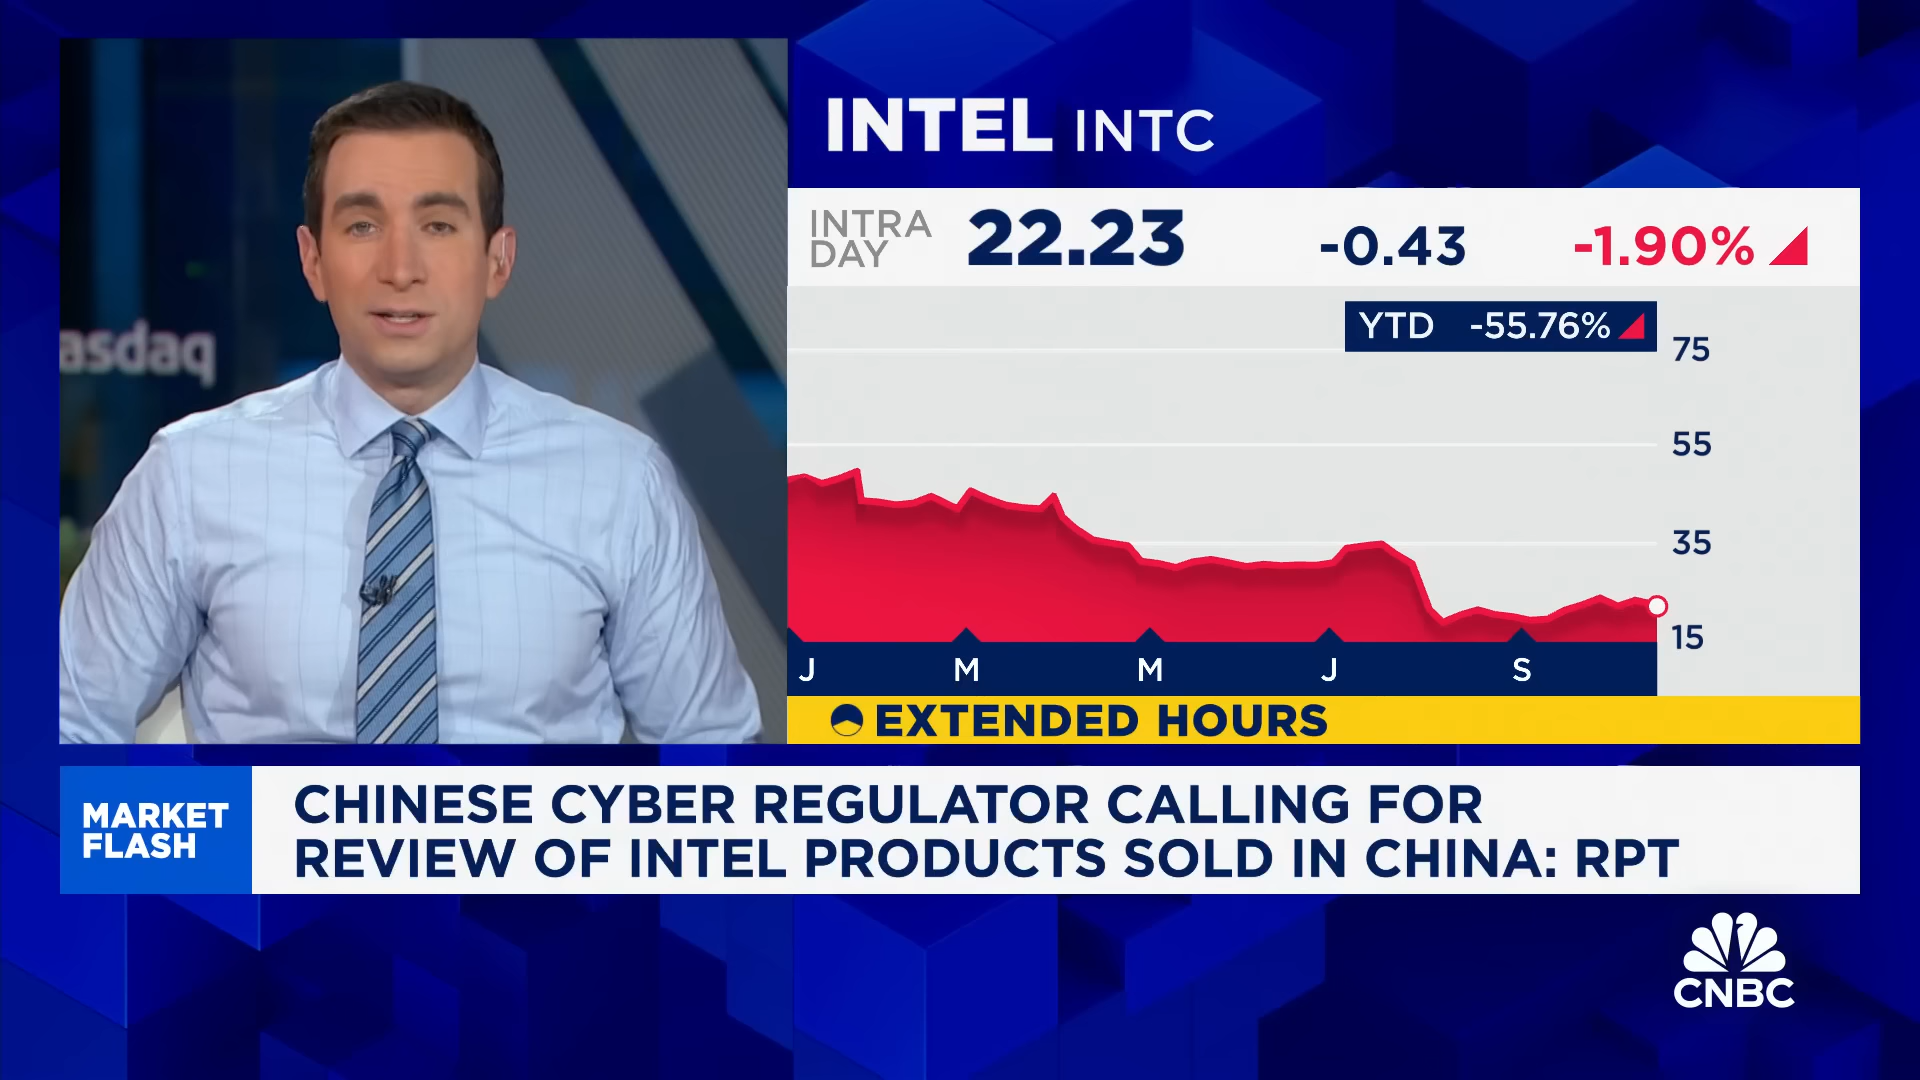 INTEL INTC
INTRA DAY 22.23 -0.43 -1.90%
YTD -55.76%
75
55
35
15
J M M J S
EXTENDED HOURS
asdaq
MARKET
FLASH
CHINESE CYBER REGULATOR CALLING FOR
REVIEW OF INTEL PRODUCTS SOLD IN CHINA: RPT
CNBC